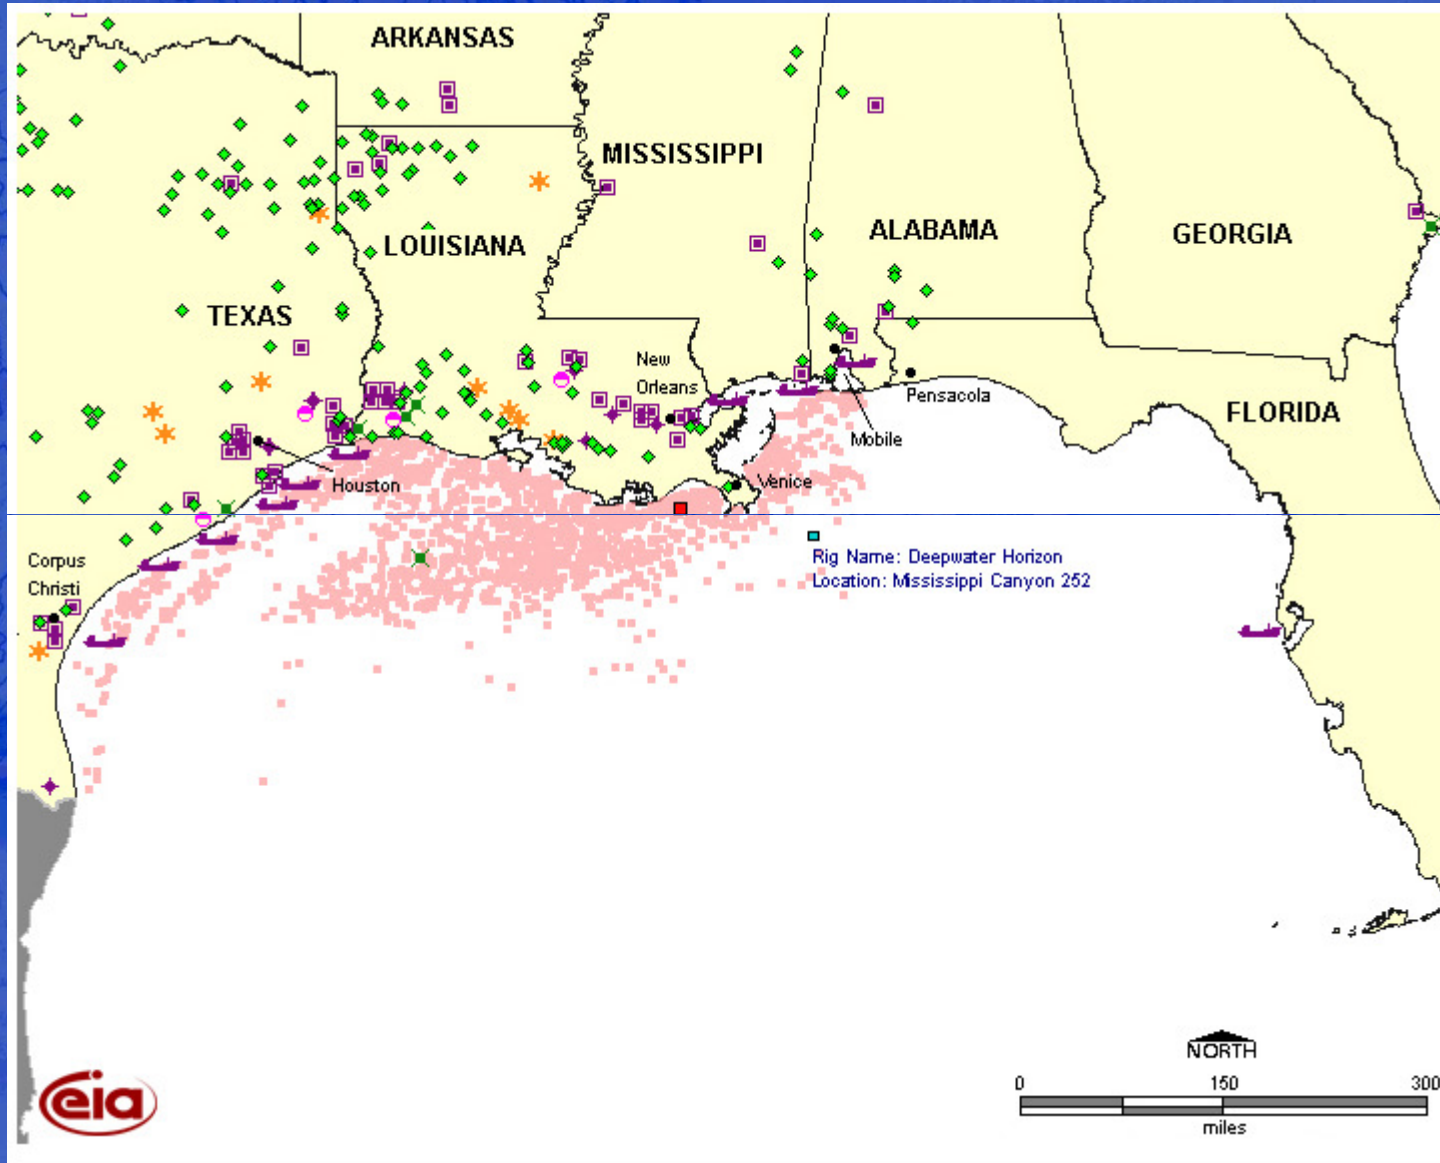 ARKANSAS
MISSISSIPPI
ALABAMA
GEORGIA
LOUISIANA
TEXAS
New
Orleans
Pensacola
FLORIDA
Mobile
Houston
Venice
Corpus
Christi
Rig Name: Deepwater Horizon
Location: Mississippi Canyon 252
NORTH
0 150 300
miles
eia